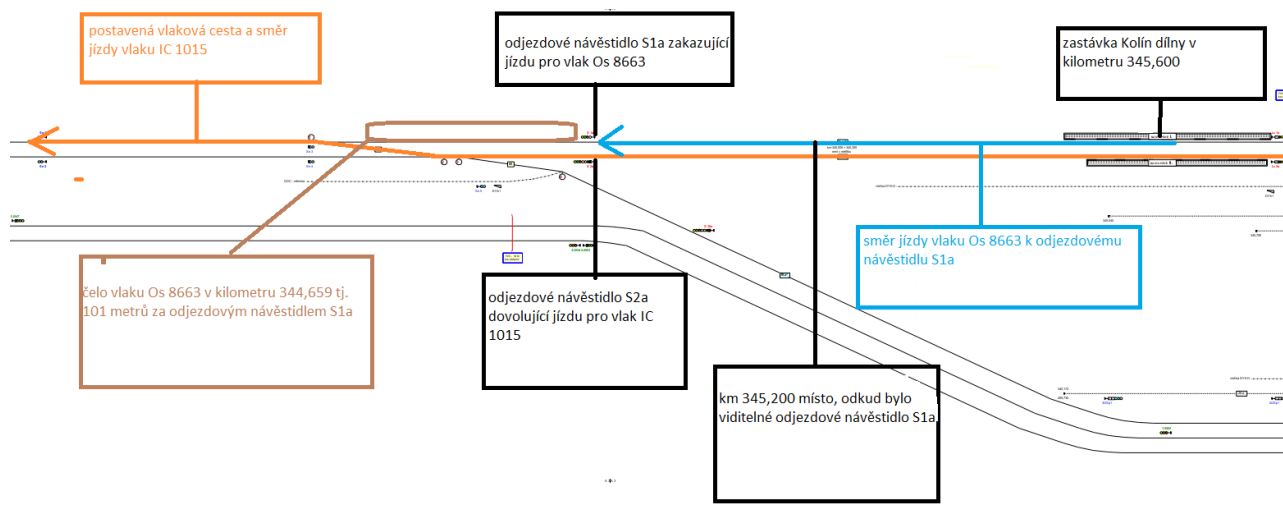 postavená vlaková cesta a směr
jízdy vlaku IC 1015
odjezdové návěstidlo S1a zakazující
jízdu pro vlak Os 8663
zastávka Kolín dílny v
kilometru 345,600
směr jízdy vlaku Os 8663 k odjezdovému
návěstidlu S1a
čelo vlaku Os 8663 v kilometru 344,659 tj.
101 metrů za odjezdovým návěstidlem S1a
odjezdové návěstidlo S2a
dovolující jízdu pro vlak IC
1015
km 345,200 místo, odkud bylo
viditelné odjezdové návěstidlo S1a